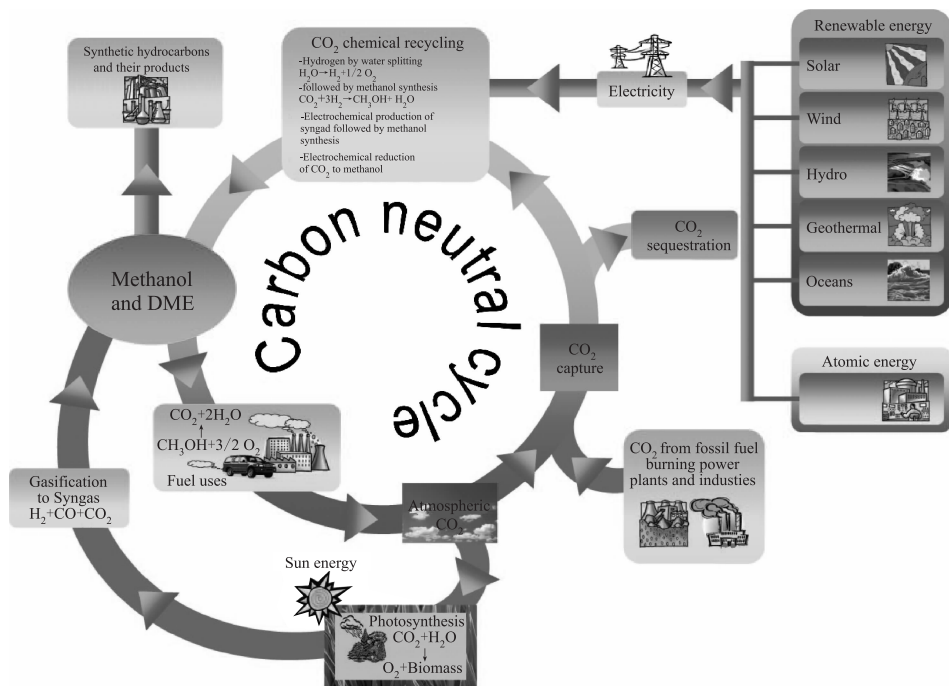 Synthetic hydrocarbons
and their products
CO₂ chemical recycling
-Hydrogen by water splitting
H₂O→H₂+1/2 O₂
-followed by methanol synthesis
CO₂+3H₂→CH₃OH+ H₂O
-Electrochemical production of
syngad followed by methanol
synthesis
-Electrochemical reduction
of CO₂ to methanol
Electricity
Renewable energy
Solar
Wind
Hydro
Geothermal
Oceans
Atomic energy
CO₂
sequestration
Methanol
and DME
Carbon neutral cycle
CO₂
capture
CO₂+2H₂O
↑
CH₃OH+3/2 O₂
Fuel uses
CO₂ from fossil fuel
burning power
plants and industies
Gasification
to Syngas
H₂+CO+CO₂
Atmospheric
CO₂
Sun energy
Photosynthesis
CO₂+H₂O
↓
O₂+Biomass